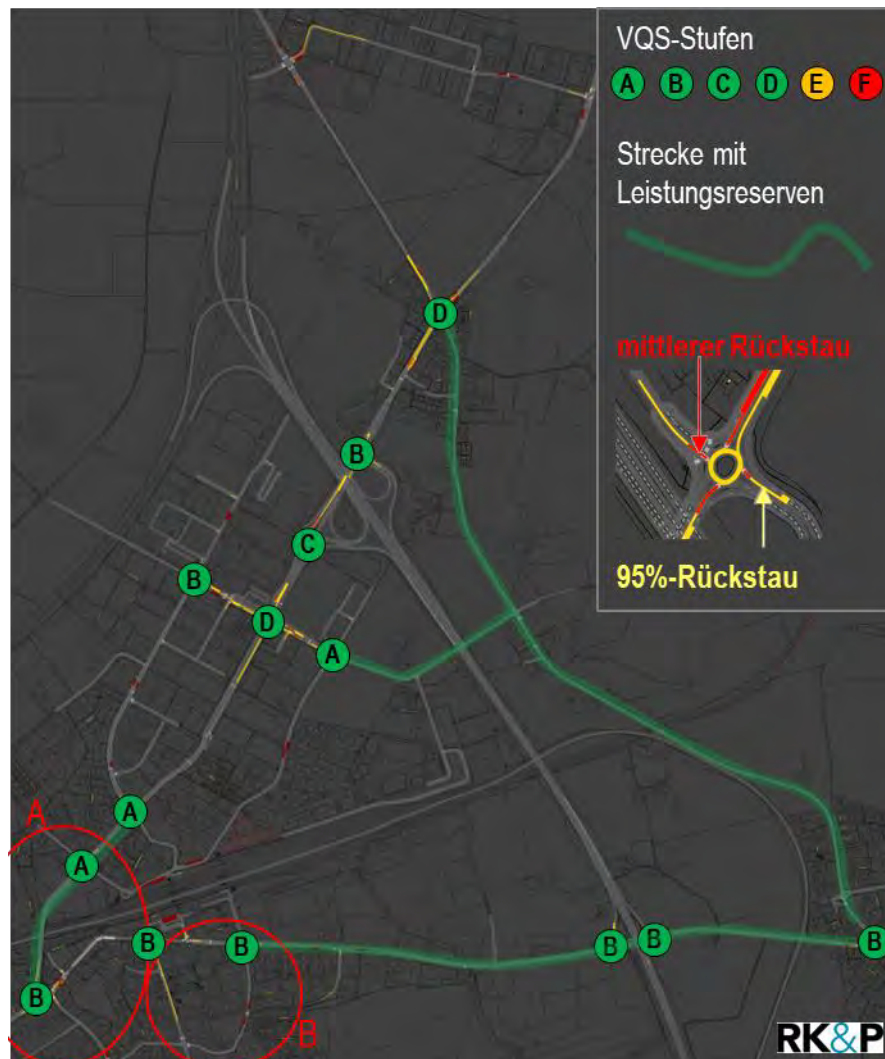 VQS-Stufen
A B C D E F
Strecke mit
Leistungsreserven
mittlerer Rückstau
95%-Rückstau
D
B
C
B
D
A
A
A
A
B
B
B
B
B
B
B
RK&P